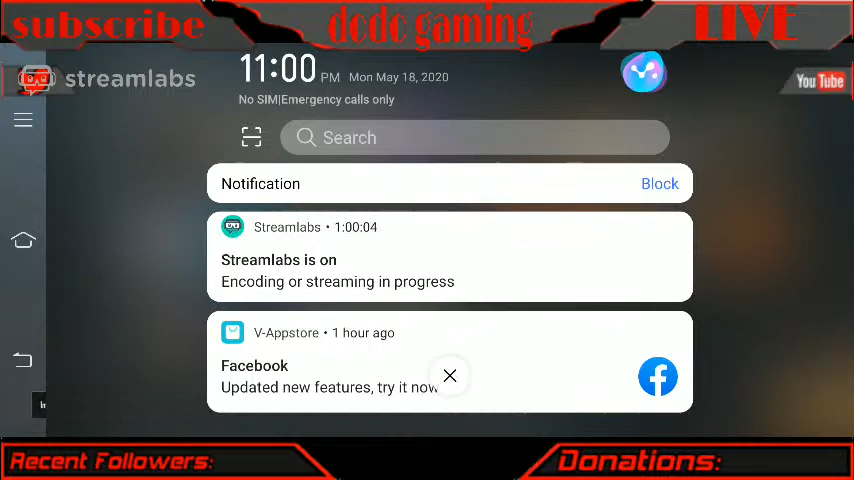 subscribe
dcdc gaming
LIVE
streamlabs
11:00 PM Mon May 18, 2020
You Tube
No SIM|Emergency calls only
Search
Notification
Block
Streamlabs • 1:00:04
Streamlabs is on
Encoding or streaming in progress
V-Appstore • 1 hour ago
Facebook
Updated new features, try it now
Recent Followers:
Donations: